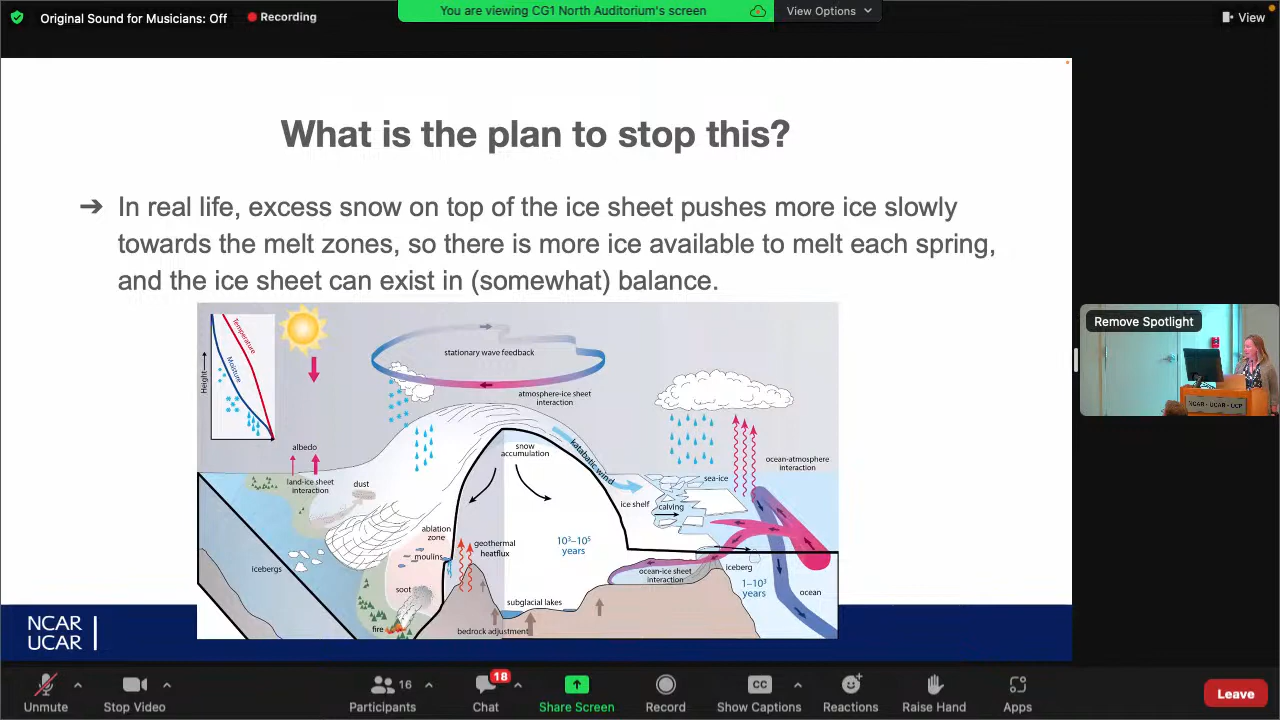 Original Sound for Musicians: Off
Recording
You are viewing CG1 North Auditorium's screen
View Options
View
What is the plan to stop this?
➔ In real life, excess snow on top of the ice sheet pushes more ice slowly
towards the melt zones, so there is more ice available to melt each spring,
and the ice sheet can exist in (somewhat) balance.
Height
Temperature
Moisture
stationary wave feedback
atmosphere-ice sheet
interaction
albedo
land-ice sheet
interaction
dust
snow
accumulation
katabatic wind
ocean-atmosphere
interaction
sea-ice
ice shelf
calving
ablation
zone
moulins
geothermal
heatflux
10³–10⁵
years
icebergs
soot
ocean-ice sheet
interaction
iceberg
1–10³
years
ocean
subglacial lakes
fire
bedrock adjustment
NCAR
UCAR
Remove Spotlight
NCAR - UCAR - UCP
Unmute
Stop Video
16
Participants
18
Chat
Share Screen
Record
CC
Show Captions
Reactions
Raise Hand
Apps
Leave